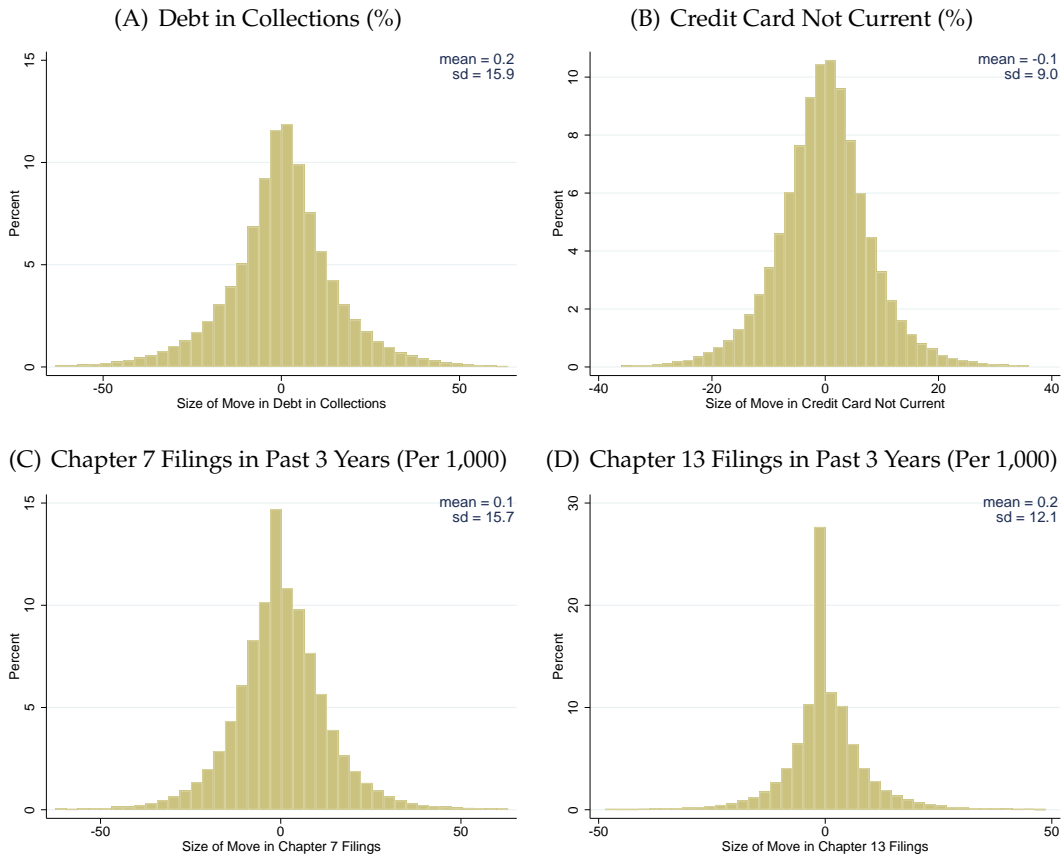 (A) Debt in Collections (%)
mean = 0.2
sd = 15.9
Percent
15
10
5
0
-50
0
50
Size of Move in Debt in Collections
(B) Credit Card Not Current (%)
mean = -0.1
sd = 9.0
Percent
10
8
6
4
2
0
-40
-20
0
20
40
Size of Move in Credit Card Not Current
(C) Chapter 7 Filings in Past 3 Years (Per 1,000)
mean = 0.1
sd = 15.7
Percent
15
10
5
0
-50
0
50
Size of Move in Chapter 7 Filings
(D) Chapter 13 Filings in Past 3 Years (Per 1,000)
mean = 0.2
sd = 12.1
Percent
30
20
10
0
-50
0
50
Size of Move in Chapter 13 Filings